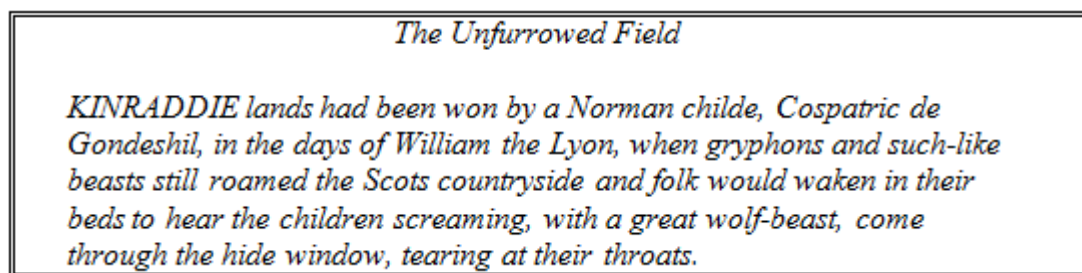 The Unfurrowed Field
KINRADDIE lands had been won by a Norman childe, Cospatric de
Gondeshil, in the days of William the Lyon, when gryphons and such-like
beasts still roamed the Scots countryside and folk would waken in their
beds to hear the children screaming, with a great wolf-beast, come
through the hide window, tearing at their throats.